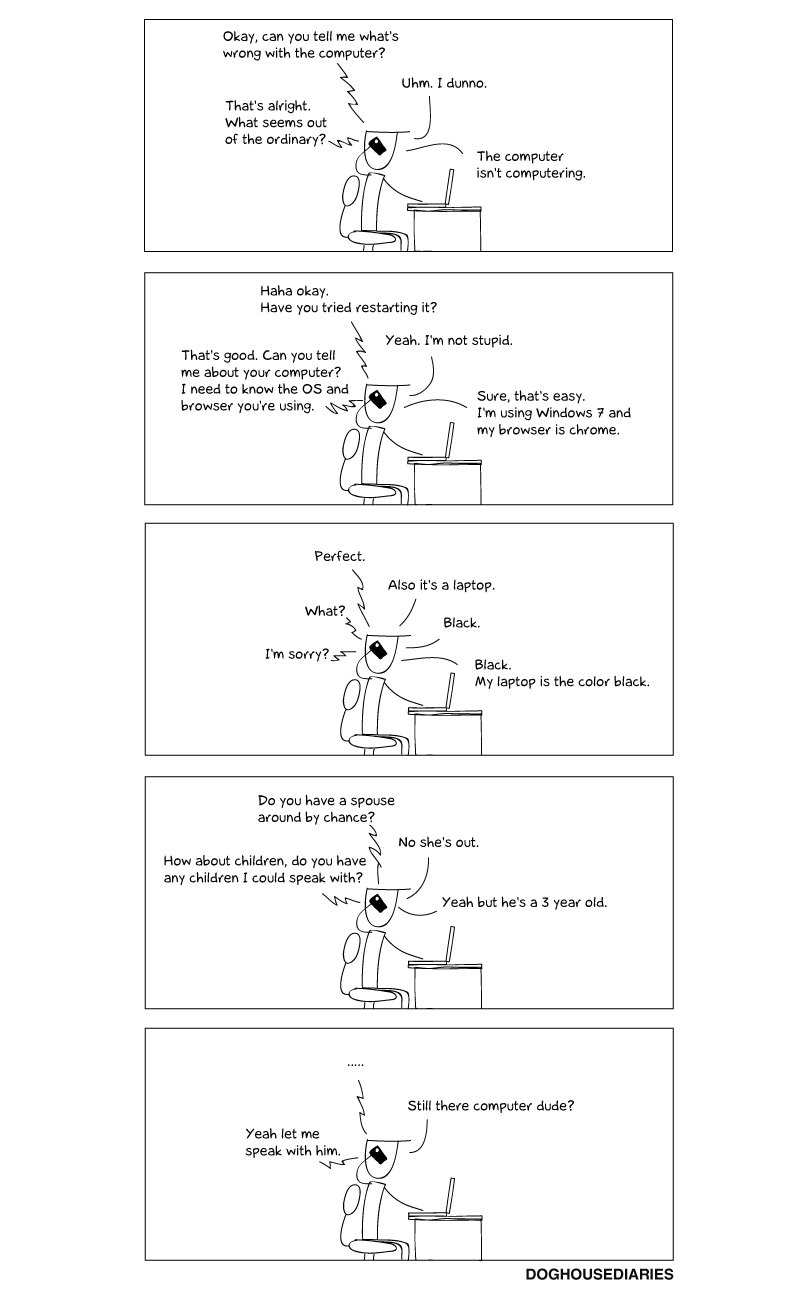 Okay, can you tell me what's
wrong with the computer?
Uhm. I dunno.
That's alright.
What seems out
of the ordinary?
The computer
isn't computering.
Haha okay.
Have you tried restarting it?
Yeah. I'm not stupid.
That's good. Can you tell
me about your computer?
I need to know the OS and
browser you're using.
Sure, that's easy.
I'm using Windows 7 and
my browser is chrome.
Perfect.
Also it's a laptop.
What?
Black.
I'm sorry?
Black.
My laptop is the color black.
Do you have a spouse
around by chance?
No she's out.
How about children, do you have
any children I could speak with?
Yeah but he's a 3 year old.
.....
Still there computer dude?
Yeah let me
speak with him.
DOGHOUSEDIARIES